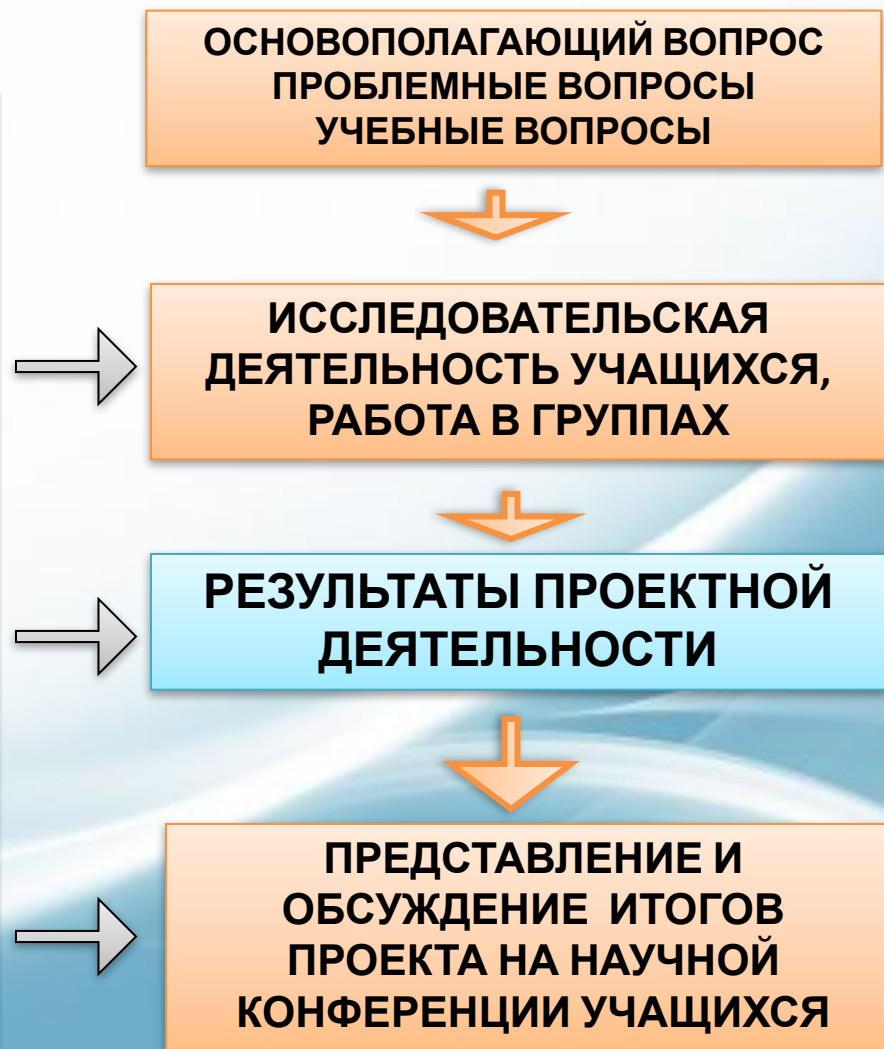 ОСНОВОПОЛАГАЮЩИЙ ВОПРОС
ПРОБЛЕМНЫЕ ВОПРОСЫ
УЧЕБНЫЕ ВОПРОСЫ
ИССЛЕДОВАТЕЛЬСКАЯ
ДЕЯТЕЛЬНОСТЬ УЧАЩИХСЯ,
РАБОТА В ГРУППАХ
РЕЗУЛЬТАТЫ ПРОЕКТНОЙ
ДЕЯТЕЛЬНОСТИ
ПРЕДСТАВЛЕНИЕ И
ОБСУЖДЕНИЕ ИТОГОВ
ПРОЕКТА НА НАУЧНОЙ
КОНФЕРЕНЦИИ УЧАЩИХСЯ